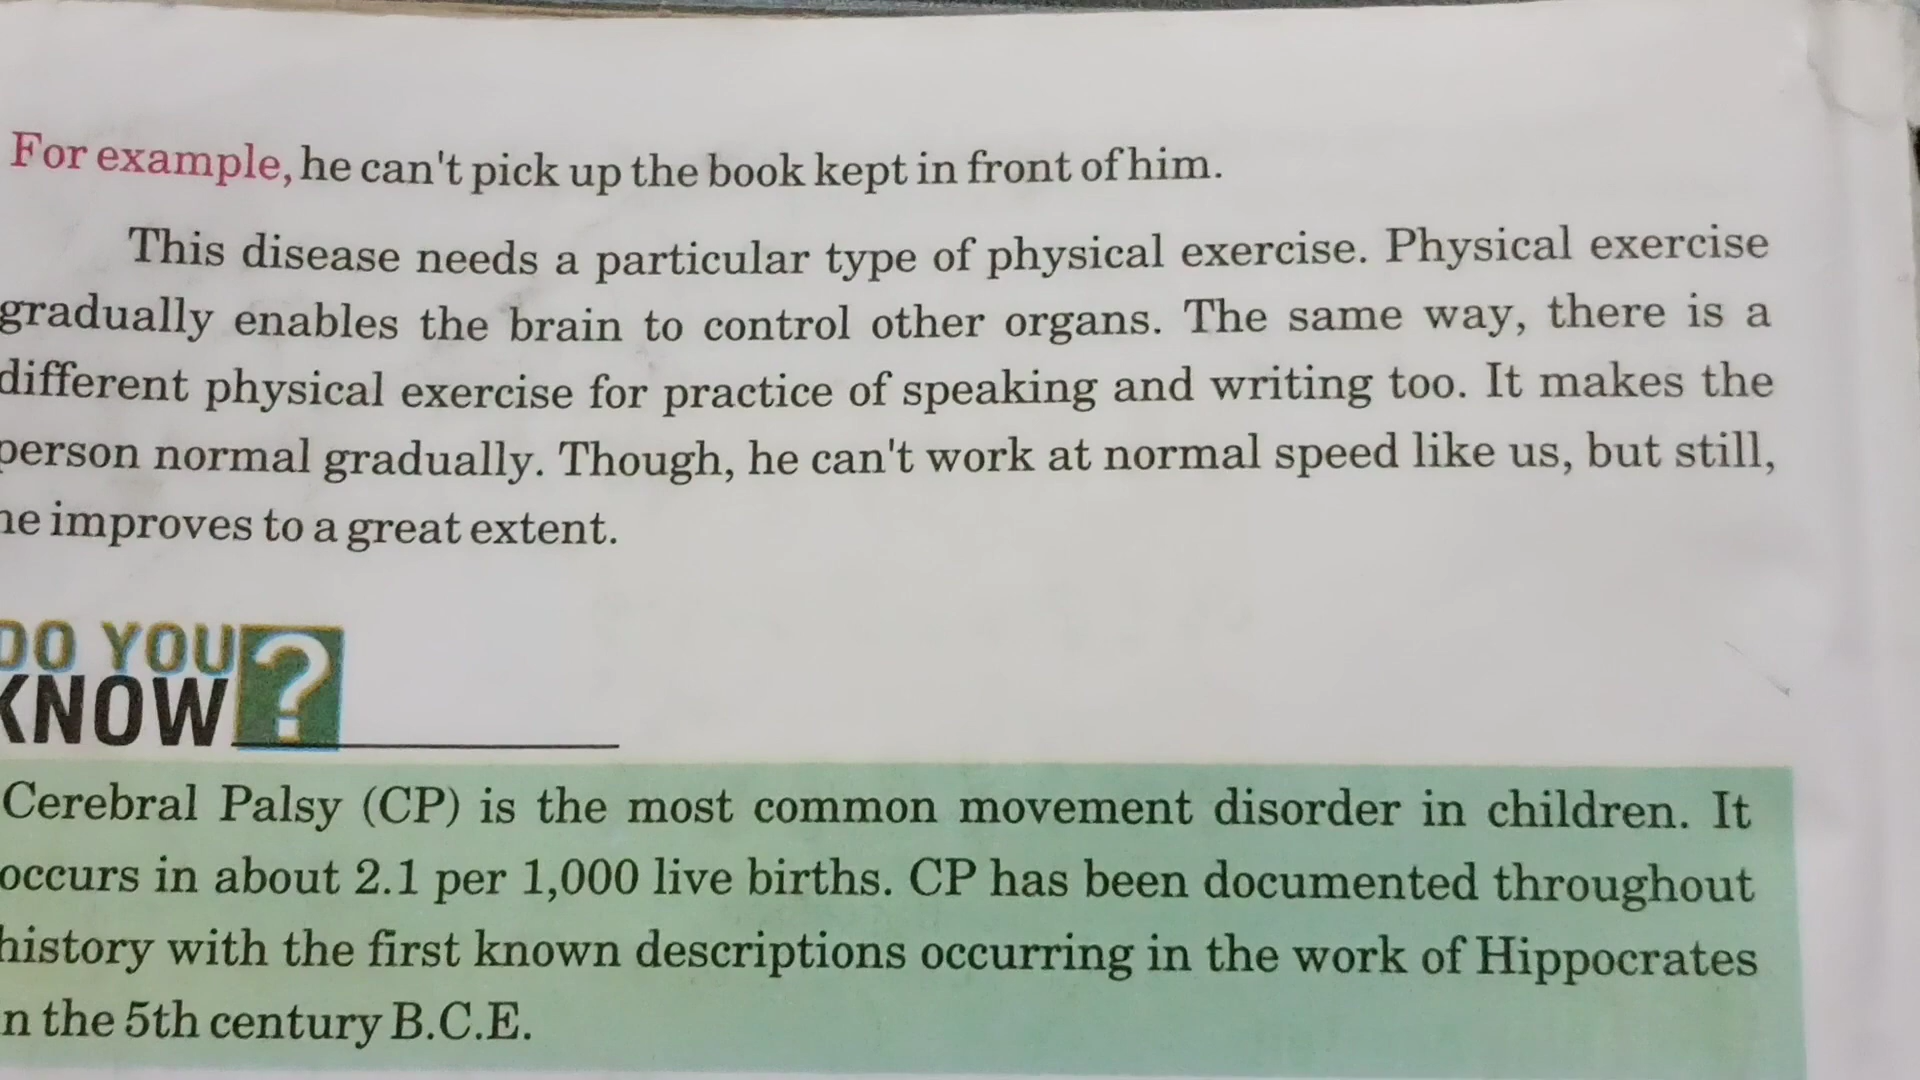 For example, he can't pick up the book kept in front of him.
This disease needs a particular type of physical exercise. Physical exercise
gradually enables the brain to control other organs. The same way, there is a
different physical exercise for practice of speaking and writing too. It makes the
person normal gradually. Though, he can't work at normal speed like us, but still,
he improves to a great extent.
DO YOU
KNOW ?
Cerebral Palsy (CP) is the most common movement disorder in children. It
occurs in about 2.1 per 1,000 live births. CP has been documented throughout
history with the first known descriptions occurring in the work of Hippocrates
in the 5th century B.C.E.